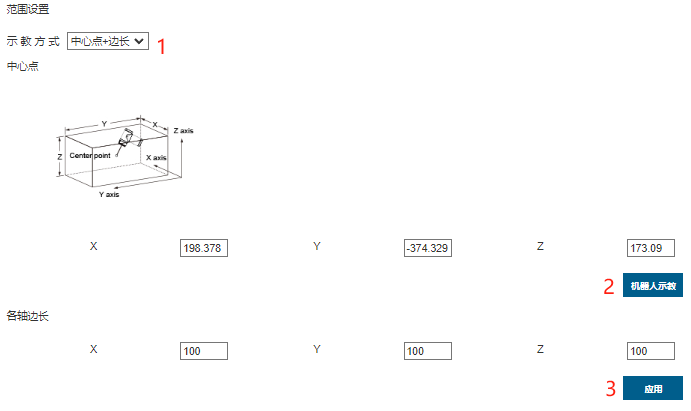 范围设置
示 教 方 式 中心点+边长 1
中心点
Y X
Z axis
Z Center point X axis
Y axis
X 198.378 Y -374.329 Z 173.09
2 机器人示教
各轴边长
X 100 Y 100 Z 100
3 应用